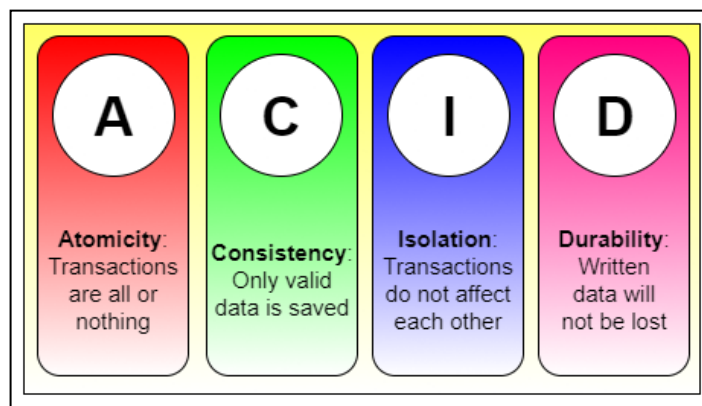 A
Atomicity:
Transactions
are all or
nothing
C
Consistency:
Only valid
data is saved
I
Isolation:
Transactions
do not affect
each other
D
Durability:
Written
data will
not be lost